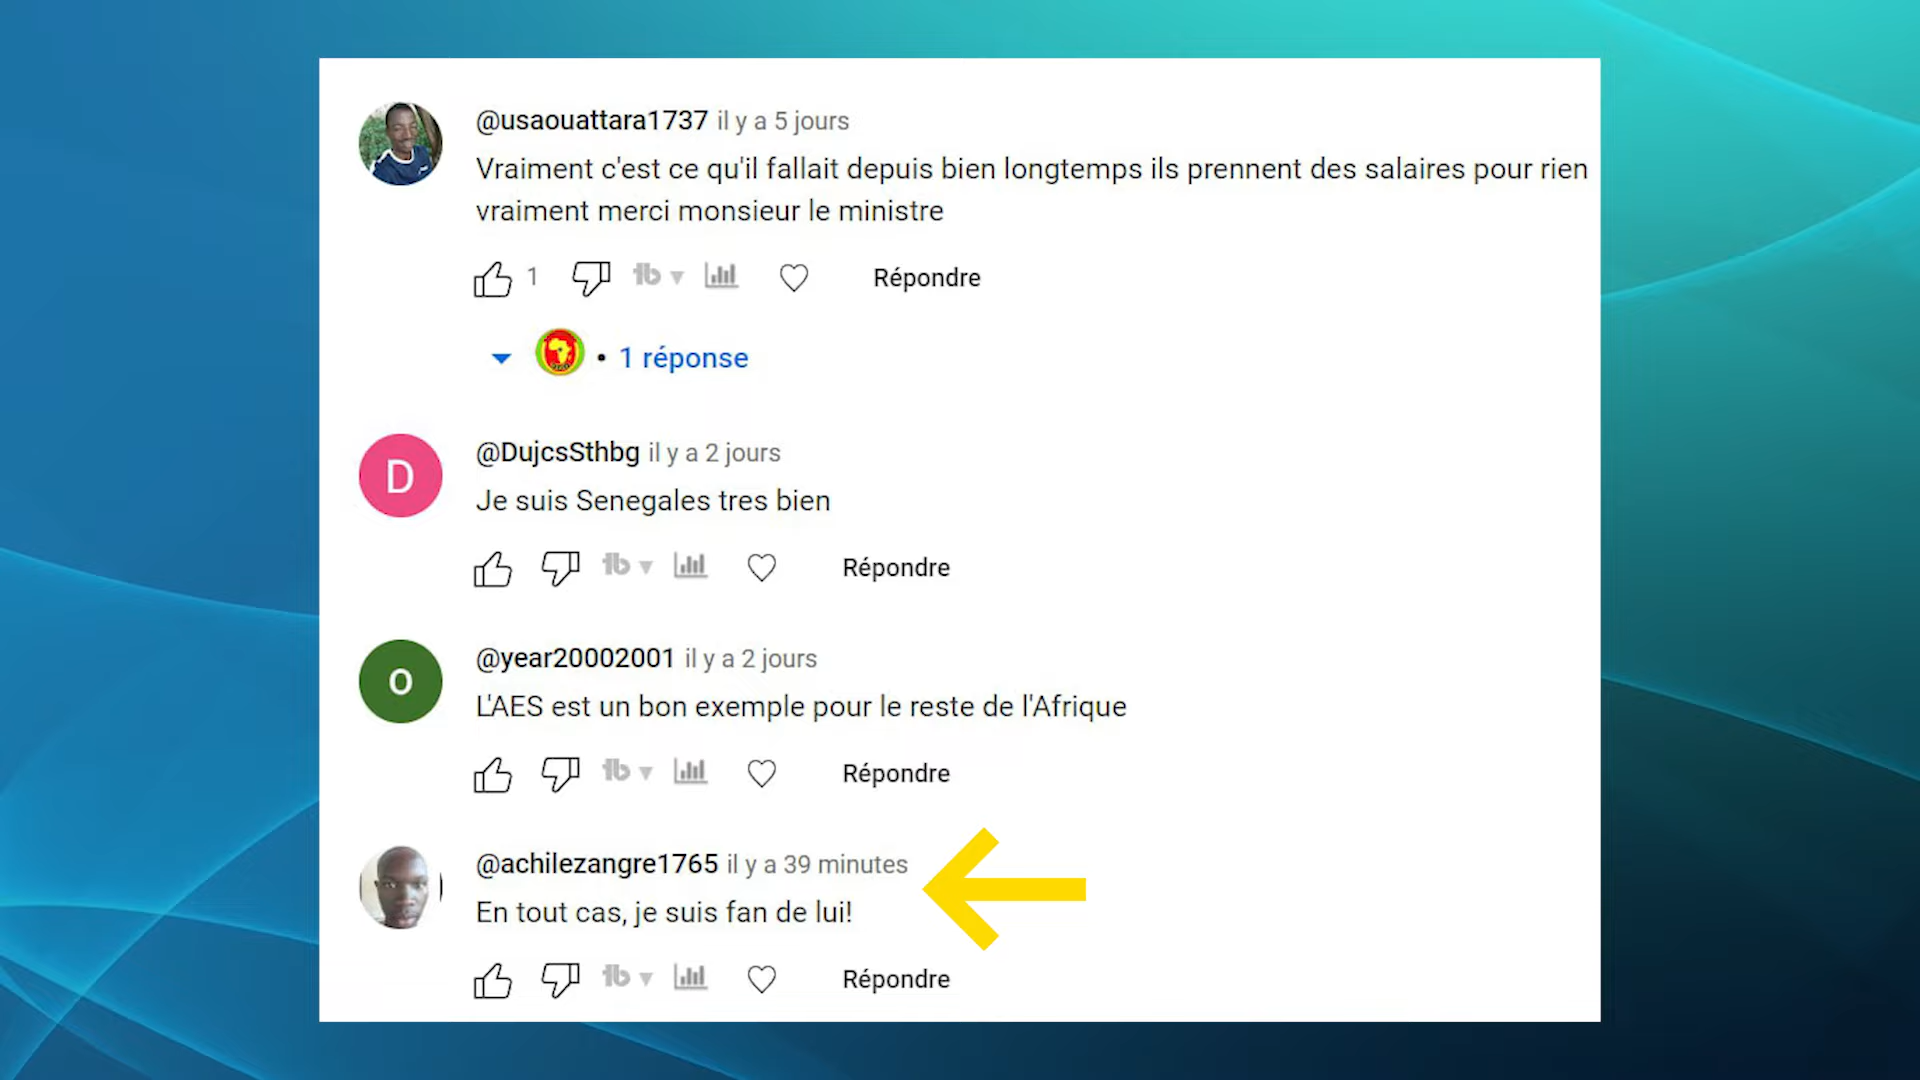 @usaouattara1737 il y a 5 jours
Vraiment c'est ce qu'il fallait depuis bien longtemps ils prennent des salaires pour rien
vraiment merci monsieur le ministre
1
Répondre
• 1 réponse
D
@DujcsSthbg il y a 2 jours
Je suis Senegales tres bien
Répondre
o
@year20002001 il y a 2 jours
L'AES est un bon exemple pour le reste de l'Afrique
Répondre
@achilezangre1765 il y a 39 minutes
En tout cas, je suis fan de lui!
Répondre